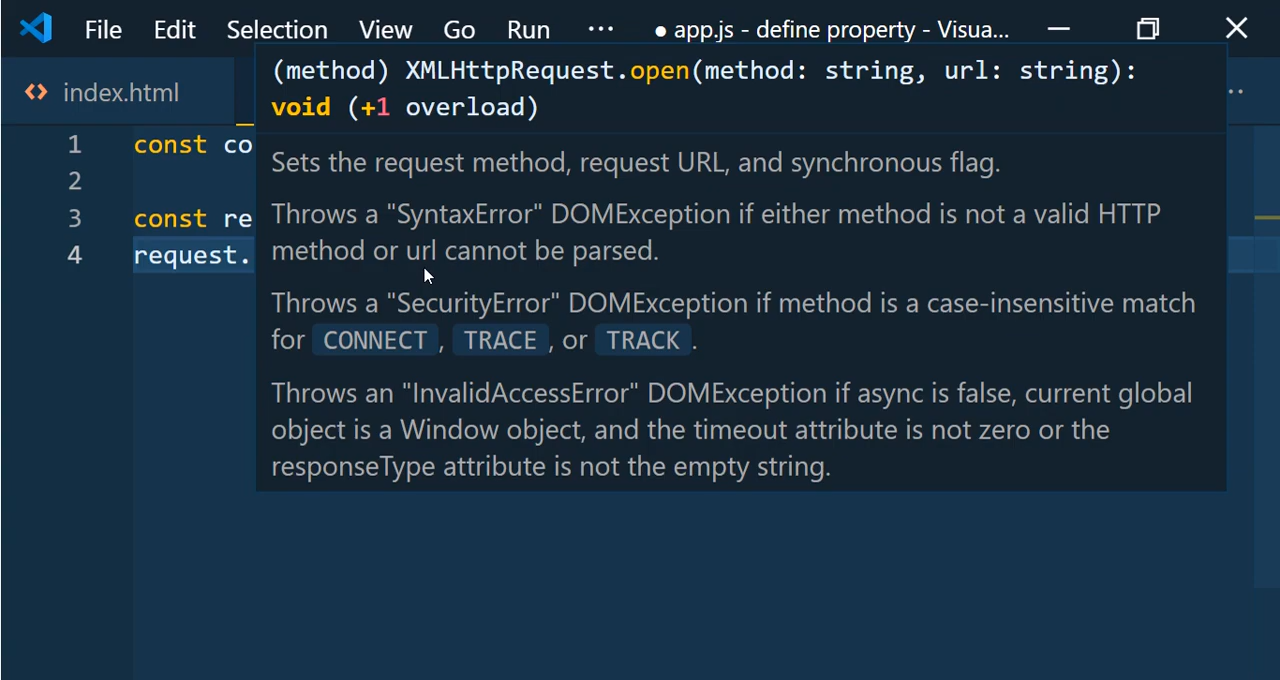 File Edit Selection View Go Run ··· ● app.js - define property - Visua...
index.html
(method) XMLHttpRequest.open(method: string, url: string):
void (+1 overload)
1 const co
2
3 const re
4 request.
Sets the request method, request URL, and synchronous flag.
Throws a "SyntaxError" DOMException if either method is not a valid HTTP
method or url cannot be parsed.
Throws a "SecurityError" DOMException if method is a case-insensitive match
for CONNECT, TRACE, or TRACK.
Throws an "InvalidAccessError" DOMException if async is false, current global
object is a Window object, and the timeout attribute is not zero or the
responseType attribute is not the empty string.